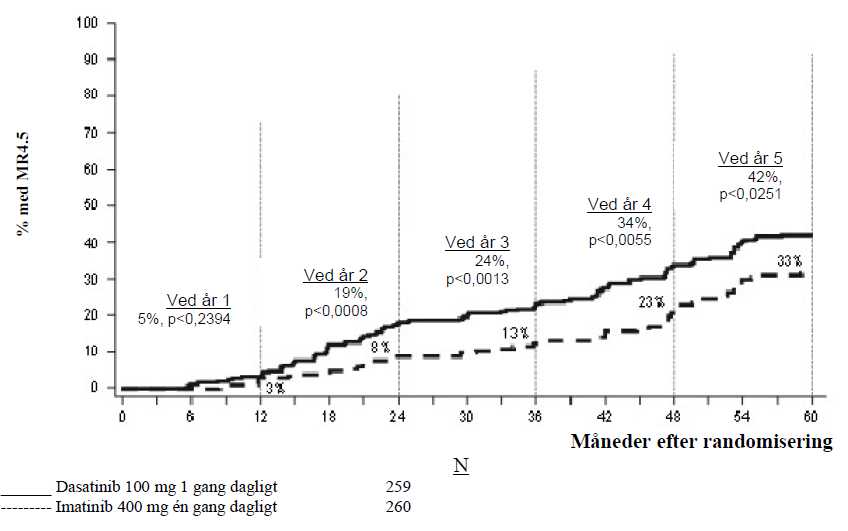 100
90
80
70
60
50
40
30
20
10
0
% med MR4.5
Ved år 1
5%, p<0,2394
Ved år 2
19%,
p<0,0008
Ved år 3
24%,
p<0,0013
Ved år 4
34%,
p<0,0055
Ved år 5
42%,
p<0,0251
3%
8%
13%
23%
33%
0 6 12 18 24 30 36 42 48 54 60
Måneder efter randomisering
N
Dasatinib 100 mg 1 gang dagligt 259
Imatinib 400 mg én gang dagligt 260